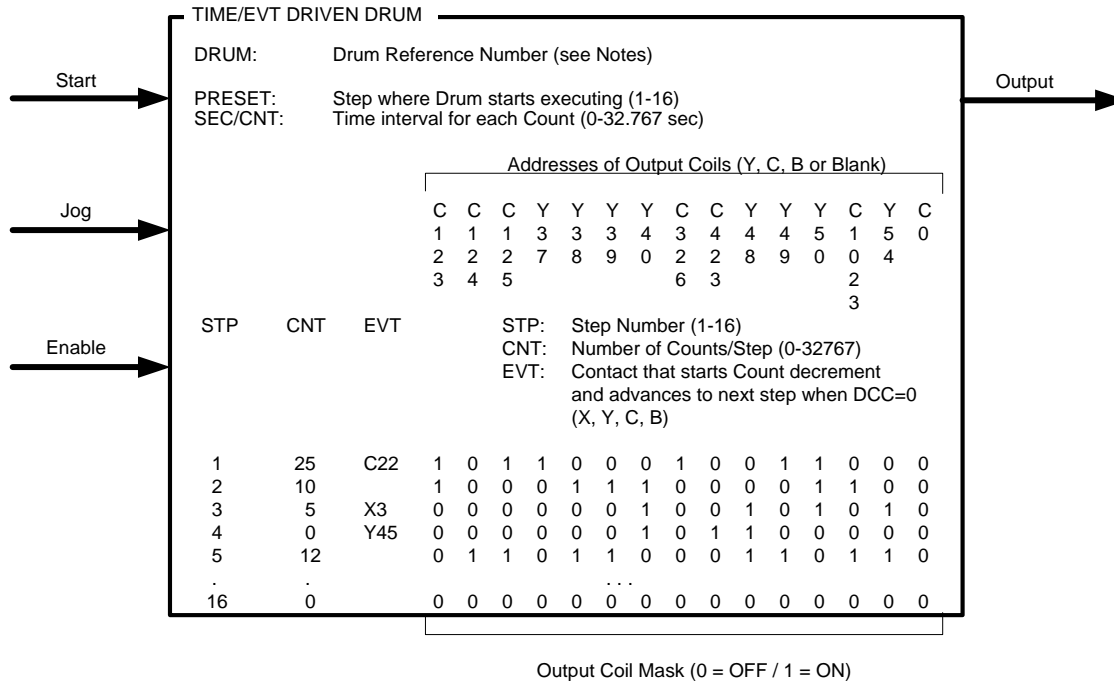 TIME/EVT DRIVEN DRUM
DRUM: Drum Reference Number (see Notes)
Start
Output
PRESET: Step where Drum starts executing (1-16)
SEC/CNT: Time interval for each Count (0-32.767 sec)
Addresses of Output Coils (Y, C, B or Blank)
Jog
C C C Y Y Y Y C C Y Y Y C Y C
1 1 1 3 3 3 4 3 4 4 4 5 1 5 0
2 2 2 7 8 9 0 2 2 8 9 0 0 4
3 4 5 6 3 2
3
STP CNT EVT STP: Step Number (1-16)
Enable
CNT: Number of Counts/Step (0-32767)
EVT: Contact that starts Count decrement
and advances to next step when DCC=0
(X, Y, C, B)
1 25 C22 1 0 1 1 0 0 0 1 0 0 1 1 0 0 0
2 10 1 0 0 0 1 1 1 0 0 0 0 1 1 0 0
3 5 X3 0 0 0 0 0 0 1 0 0 1 0 1 0 1 0
4 0 Y45 0 0 0 0 0 0 1 0 1 1 0 0 0 0 0
5 12 0 1 1 0 1 1 0 0 0 1 1 0 1 1 0
. . . . .
16 0 0 0 0 0 0 0 0 0 0 0 0 0 0 0 0
Output Coil Mask (0 = OFF / 1 = ON)